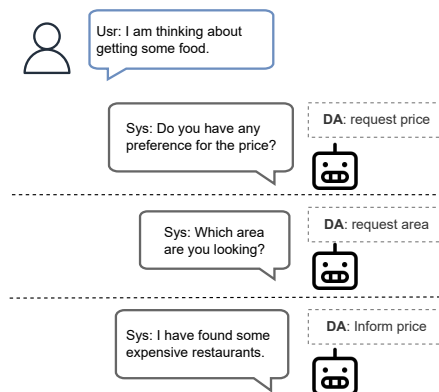 Usr: I am thinking about
getting some food.
Sys: Do you have any
preference for the price?
DA: request price
Sys: Which area
are you looking?
DA: request area
Sys: I have found some
expensive restaurants.
DA: Inform price